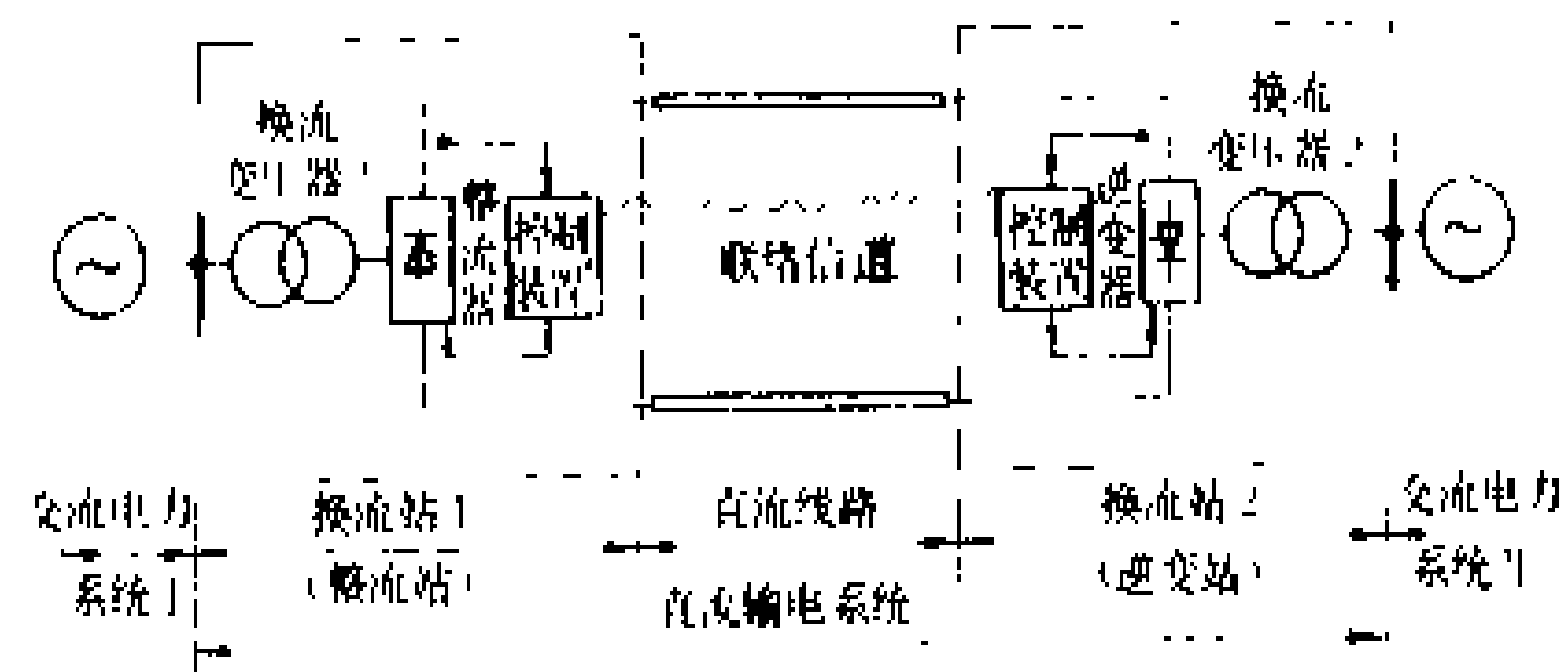 换流
变压器1
整流器
控制
装置
联络信道
控制
装置
逆变器
换流
变压器2
交流电力
系统I
换流站1
(整流站)
直流线路
直流输电系统
换流站2
(逆变站)
交流电力
系统II